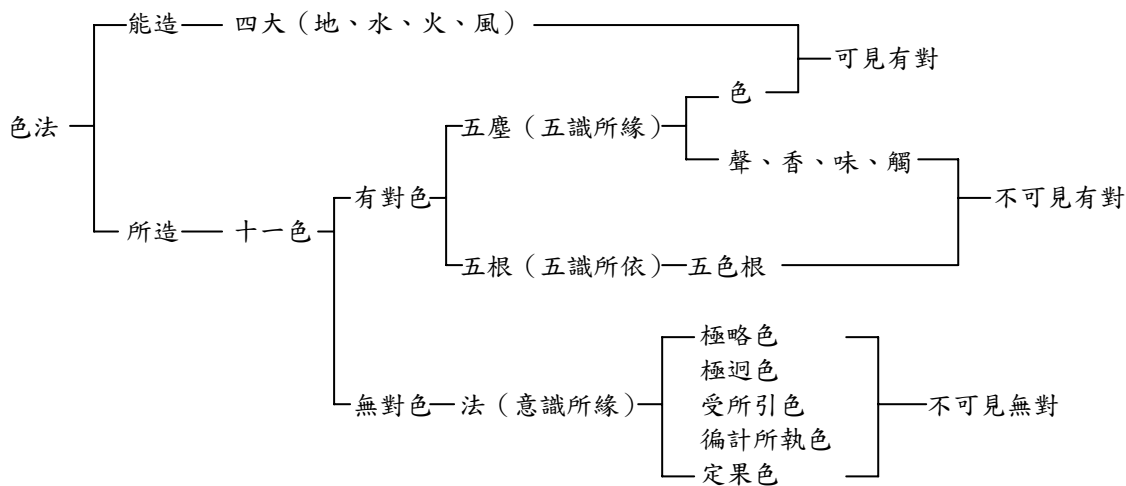 能造 四大（地、水、火、風）
可見有對
色
五塵（五識所緣）
色法
聲、香、味、觸
有對色
不可見有對
所造 十一色
五根（五識所依） 五色根
極略色
極迥色
無對色 法（意識所緣） 受所引色 不可見無對
徧計所執色
定果色